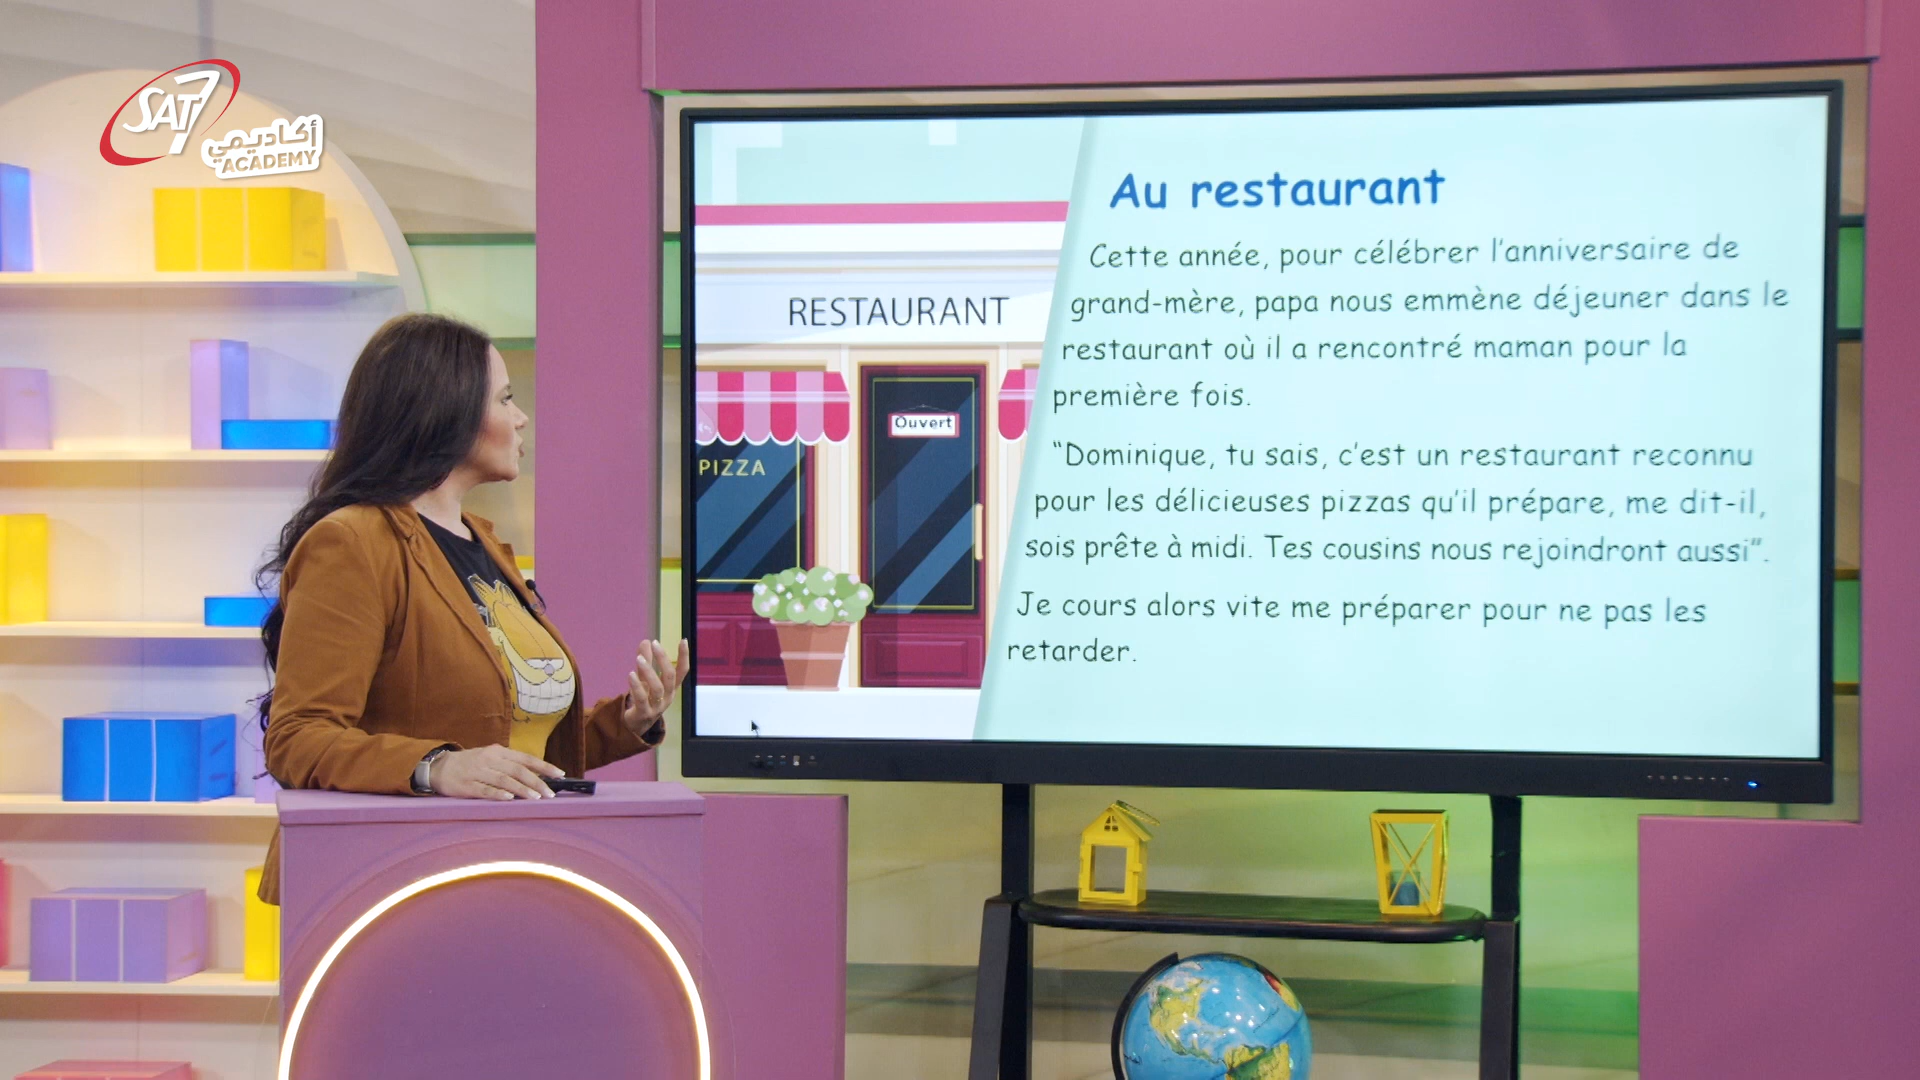 SAT7
أكاديمي
ACADEMY
Au restaurant
Cette année, pour célébrer l'anniversaire de
grand-mère, papa nous emmène déjeuner dans le
restaurant où il a rencontré maman pour la
première fois.
“Dominique, tu sais, c'est un restaurant reconnu
pour les délicieuses pizzas qu'il prépare, me dit-il,
sois prête à midi. Tes cousins nous rejoindront aussi”.
Je cours alors vite me préparer pour ne pas les
retarder.
RESTAURANT
Ouvert
PIZZA